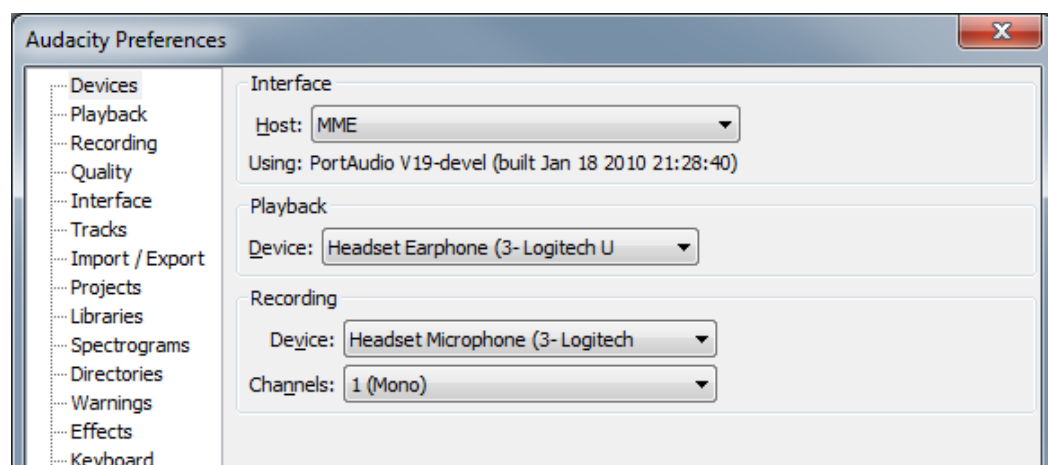 Audacity Preferences
Devices
Playback
Recording
Quality
Interface
Tracks
Import / Export
Projects
Libraries
Spectrograms
Directories
Warnings
Effects
Keyboard
Interface
Host: MME
Using: PortAudio V19-devel (built Jan 18 2010 21:28:40)
Playback
Device: Headset Earphone (3- Logitech U
Recording
Device: Headset Microphone (3- Logitech
Channels: 1 (Mono)